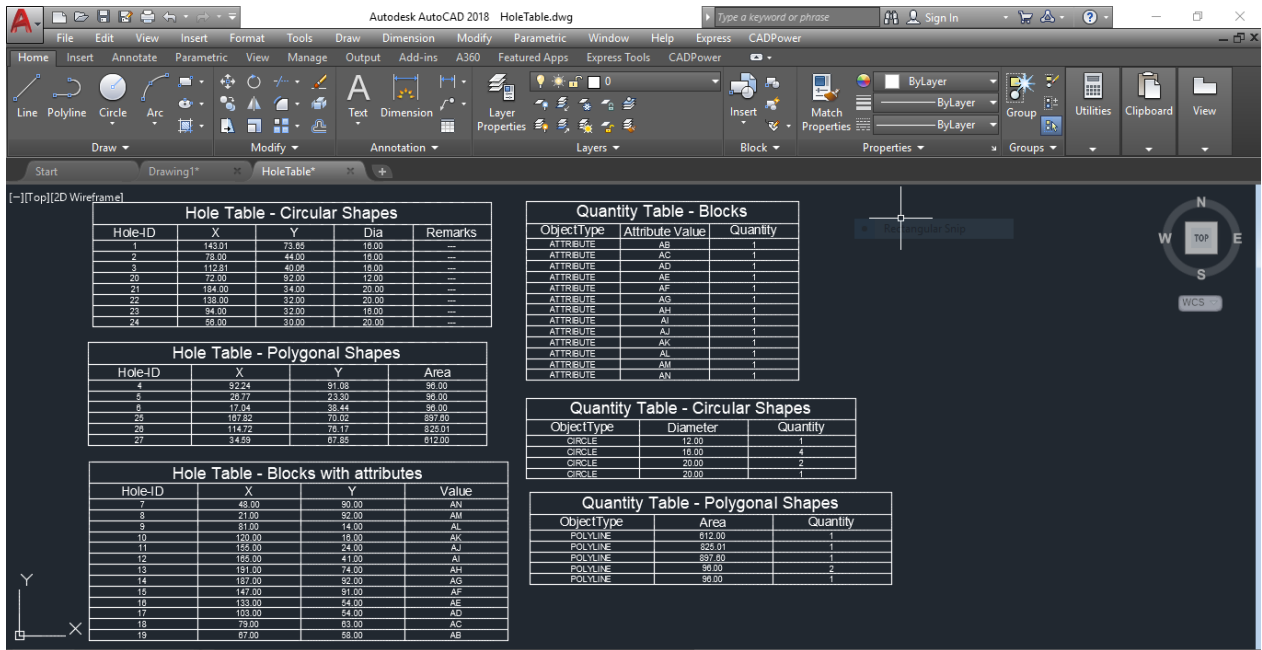 Autodesk AutoCAD 2018 HoleTable.dwg
Type a keyword or phrase
Sign In
File Edit View Insert Format Tools Draw Dimension Modify Parametric Window Help Express CADPower
Home Insert Annotate Parametric View Manage Output Add-ins A360 Featured Apps Express Tools CADPower
0
ByLayer
ByLayer
ByLayer
Line Polyline Circle Arc Text Dimension Layer Properties Insert Match Properties Group Utilities Clipboard View
Draw Modify Annotation Layers Block Properties Groups
Start Drawing1* HoleTable*
[−][Top][2D Wireframe]
Hole Table - Circular Shapes
Hole-ID X Y Dia Remarks
1 143.01 73.65 16.00 ---
2 78.00 44.00 16.00 ---
3 112.81 40.06 16.00 ---
20 72.00 92.00 12.00 ---
21 184.00 34.00 20.00 ---
22 138.00 32.00 20.00 ---
23 94.00 32.00 16.00 ---
24 56.00 30.00 20.00 ---
Hole Table - Polygonal Shapes
Hole-ID X Y Area
4 92.24 91.08 96.00
5 26.77 23.30 96.00
6 17.04 38.44 96.00
25 167.82 70.02 897.60
26 114.72 76.17 825.01
27 34.59 67.85 612.00
Hole Table - Blocks with attributes
Hole-ID X Y Value
7 48.00 90.00 AN
8 21.00 92.00 AM
9 81.00 14.00 AL
10 120.00 16.00 AK
11 155.00 24.00 AJ
12 165.00 41.00 AI
13 191.00 74.00 AH
14 187.00 92.00 AG
15 147.00 91.00 AF
16 133.00 54.00 AE
17 103.00 54.00 AD
18 79.00 63.00 AC
19 67.00 58.00 AB
Quantity Table - Blocks
ObjectType Attribute Value Quantity
ATTRIBUTE AB 1
ATTRIBUTE AC 1
ATTRIBUTE AD 1
ATTRIBUTE AE 1
ATTRIBUTE AF 1
ATTRIBUTE AG 1
ATTRIBUTE AH 1
ATTRIBUTE AI 1
ATTRIBUTE AJ 1
ATTRIBUTE AK 1
ATTRIBUTE AL 1
ATTRIBUTE AM 1
ATTRIBUTE AN 1
Quantity Table - Circular Shapes
ObjectType Diameter Quantity
CIRCLE 12.00 1
CIRCLE 16.00 4
CIRCLE 20.00 2
CIRCLE 20.00 1
Quantity Table - Polygonal Shapes
ObjectType Area Quantity
POLYLINE 612.00 1
POLYLINE 825.01 1
POLYLINE 897.60 1
POLYLINE 96.00 2
POLYLINE 96.00 1
Rectangular Snip
N
W TOP E
S
WCS
Y
X